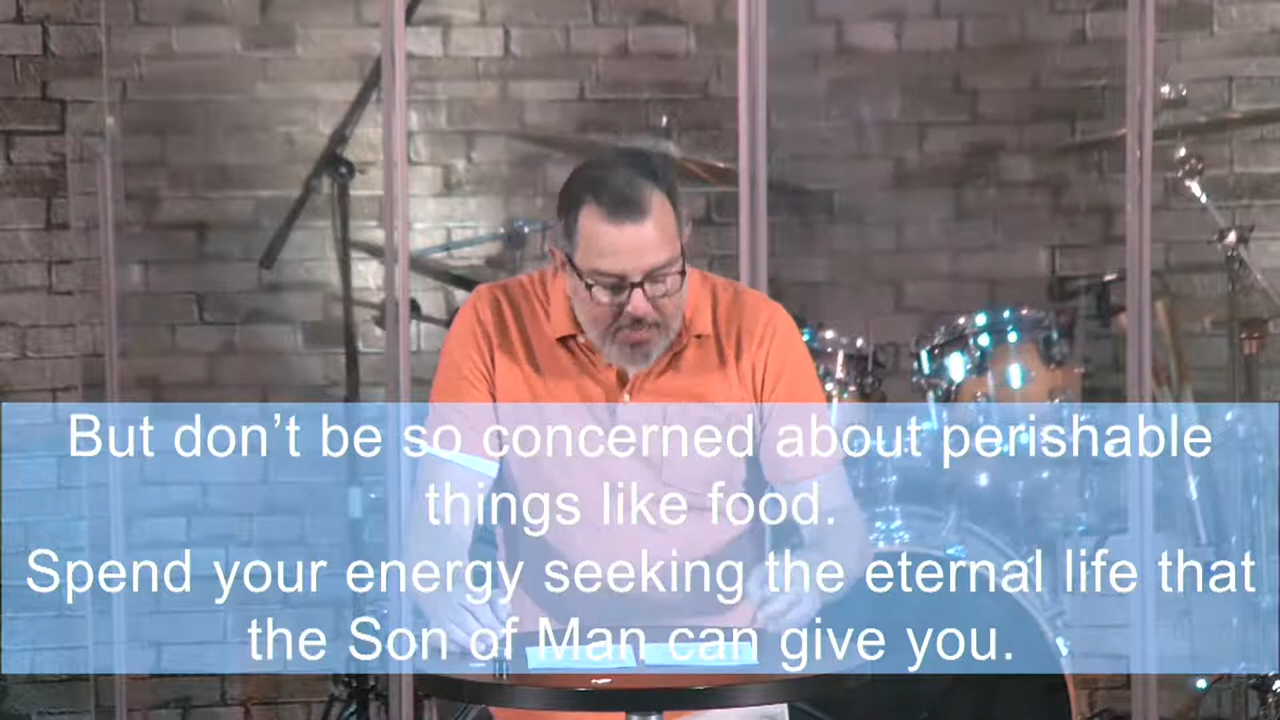 But don’t be so concerned about perishable
things like food.
Spend your energy seeking the eternal life that
the Son of Man can give you.